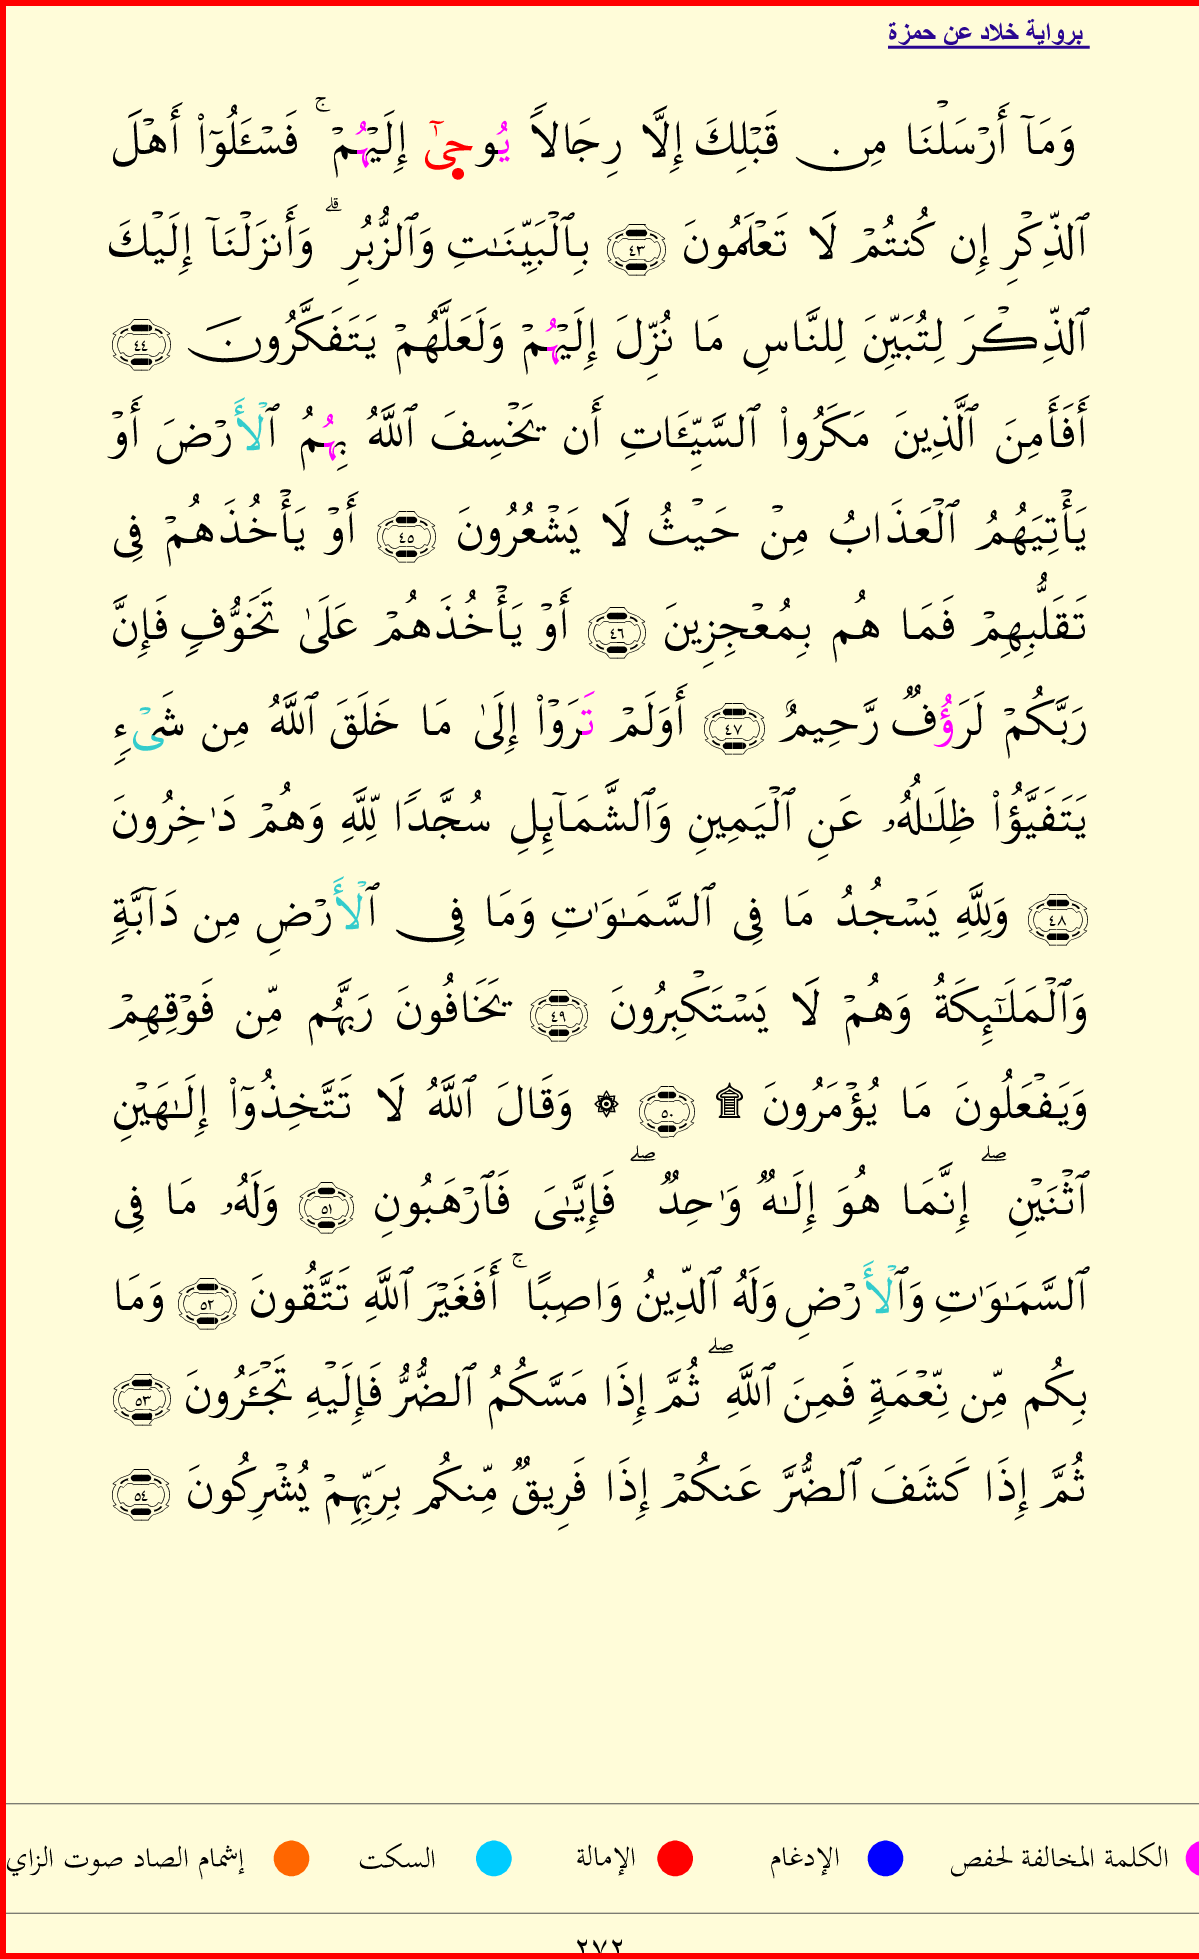 برواية خلاد عن حمزة
وَمَآ أَرۡسَلۡنَا مِن قَبۡلِكَ إِلَّا رِجَالاً يُوحِىٰٓ إِلَيۡهُمۡۚ فَسۡـَٔلُوٓاْ أَهۡلَ
ٱلذِّكۡرِ إِن كُنتُمۡ لَا تَعۡلَمُونَ ٤٣ بِٱلۡبَيِّنَـٰتِ وَٱلزُّبُرِۗ وَأَنزَلۡنَآ إِلَيۡكَ
ٱلذِّكۡرَ لِتُبَيِّنَ لِلنَّاسِ مَا نُزِّلَ إِلَيۡهُمۡ وَلَعَلَّهُمۡ يَتَفَكَّرُونَ ٤٤
أَفَأَمِنَ ٱلَّذِينَ مَكَرُواْ ٱلسَّيِّـَٔاتِ أَن يَخۡسِفَ ٱللَّهُ بِهُمُ ٱلۡأَرۡضَ أَوۡ
يَأۡتِيَهُمُ ٱلۡعَذَابُ مِنۡ حَيۡثُ لَا يَشۡعُرُونَ ٤٥ أَوۡ يَأۡخُذَهُمۡ فِى
تَقَلُّبِهِمۡ فَمَا هُم بِمُعۡجِزِينَ ٤٦ أَوۡ يَأۡخُذَهُمۡ عَلَىٰ تَخَوُّفٍ فَإِنَّ
رَبَّكُمۡ لَرَؤُفٌ رَّحِيمٌ ٤٧ أَوَلَمۡ تَرَوۡاْ إِلَىٰ مَا خَلَقَ ٱللَّهُ مِن شَىۡءٍ
يَتَفَيَّؤُاْ ظِلَـٰلُهُۥ عَنِ ٱلۡيَمِينِ وَٱلشَّمَآئِلِ سُجَّدًا لِّلَّهِ وَهُمۡ دَٰخِرُونَ
٤٨ وَلِلَّهِ يَسۡجُدُ مَا فِى ٱلسَّمَـٰوَٰتِ وَمَا فِى ٱلۡأَرۡضِ مِن دَآبَّةٍ
وَٱلۡمَلَـٰٓئِكَةُ وَهُمۡ لَا يَسۡتَكۡبِرُونَ ٤٩ يَخَافُونَ رَبَّهُم مِّن فَوۡقِهِمۡ
وَيَفۡعَلُونَ مَا يُؤۡمَرُونَ ۩ ٥٠ ۞ وَقَالَ ٱللَّهُ لَا تَتَّخِذُوٓاْ إِلَـٰهَيۡنِ
ٱثۡنَيۡنِۖ إِنَّمَا هُوَ إِلَـٰهٌ وَٰحِدٌۖ فَإِيَّـٰىَ فَٱرۡهَبُونِ ٥١ وَلَهُۥ مَا فِى
ٱلسَّمَـٰوَٰتِ وَٱلۡأَرۡضِ وَلَهُ ٱلدِّينُ وَاصِبًاۚ أَفَغَيۡرَ ٱللَّهِ تَتَّقُونَ ٥٢ وَمَا
بِكُم مِّن نِّعۡمَةٍ فَمِنَ ٱللَّهِۖ ثُمَّ إِذَا مَسَّكُمُ ٱلضُّرُّ فَإِلَيۡهِ تَجۡـَٔرُونَ ٥٣
ثُمَّ إِذَا كَشَفَ ٱلضُّرَّ عَنكُمۡ إِذَا فَرِيقٌ مِّنكُم بِرَبِّهِمۡ يُشۡرِكُونَ ٥٤
الكلمة المخالفة لحفص الإدغام الإمالة السكت إشمام الصاد صوت الزاي
٢٧٢